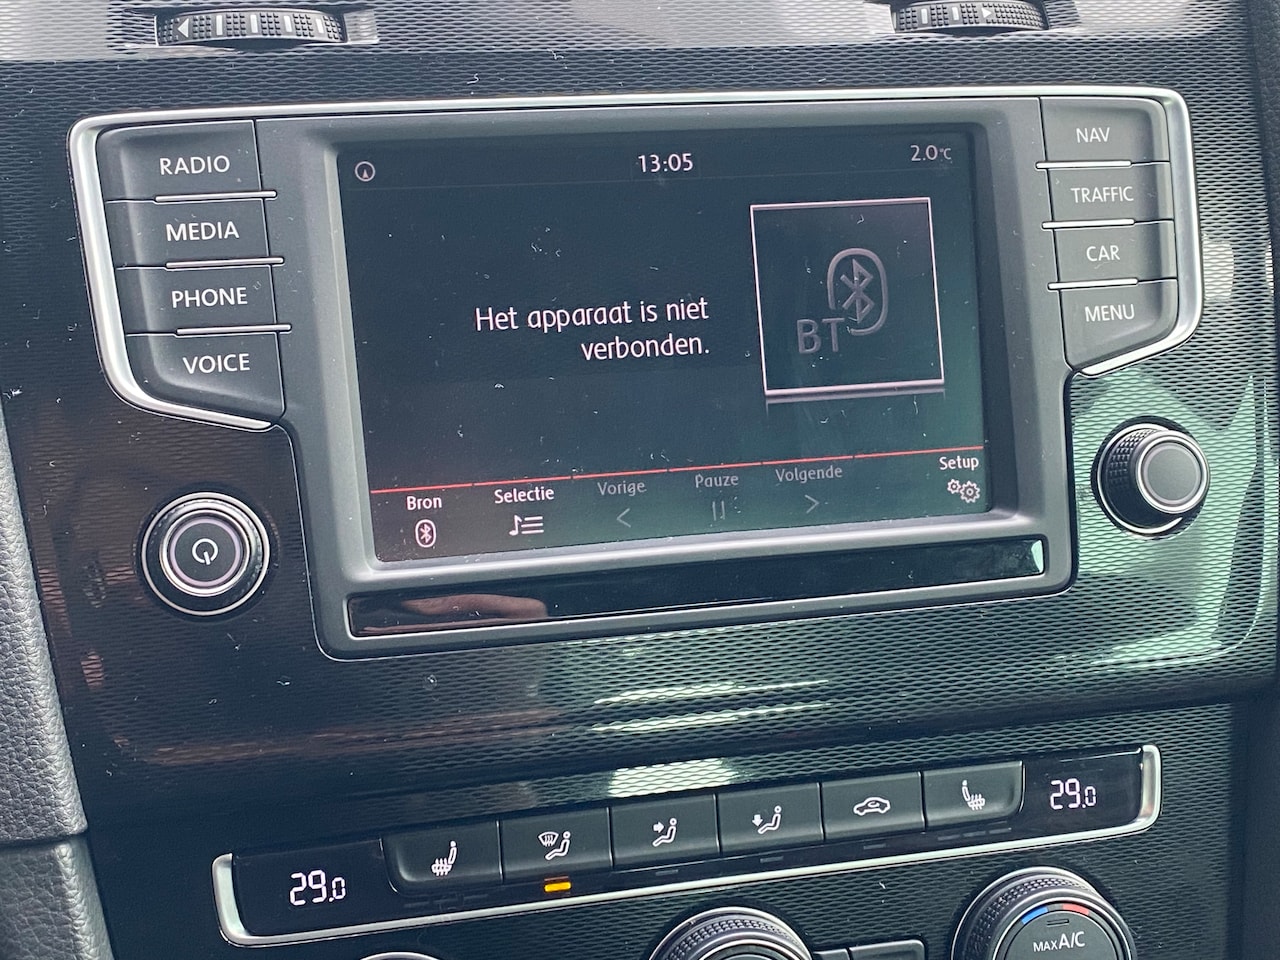 RADIO
MEDIA
PHONE
VOICE
13:05
2.0°C
Het apparaat is niet
verbonden.
BT
Bron
Selectie
Vorige
Pauze
Volgende
Setup
NAV
TRAFFIC
CAR
MENU
29.0
29.0
MAX A/C